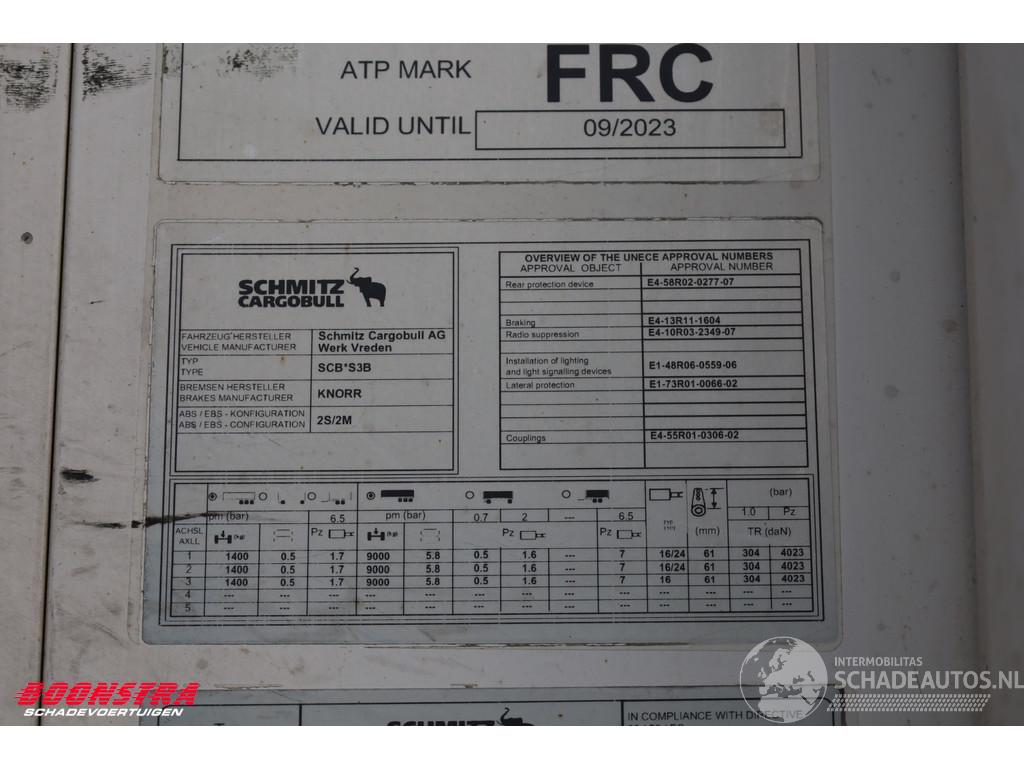 ATP MARK FRC
VALID UNTIL 09/2023
SCHMITZ
CARGOBULL
FAHRZEUG HERSTELLER
VEHICLE MANUFACTURER
Schmitz Cargobull AG
Werk Vreden
TYP
TYPE
SCB*S3B
BREMSEN HERSTELLER
BRAKES MANUFACTURER
KNORR
ABS / EBS - KONFIGURATION
ABS / EBS - CONFIGURATION
2S/2M
OVERVIEW OF THE UNECE APPROVAL NUMBERS
APPROVAL OBJECT APPROVAL NUMBER
Rear protection device E4-58R02-0277-07
Braking E4-13R11-1604
Radio suppression E4-10R03-2349-07
Installation of lighting
and light signalling devices
E1-48R06-0559-06
Lateral protection E1-73R01-0066-02
Couplings E4-55R01-0306-02
(bar)
pm (bar) 6.5 pm (bar) 0.7 2 --- 6.5 1.0 Pz
ACHSL
AXLL
(kg) Pz (kg) Pz Pz (mm) TR (daN)
1 1400 0.5 1.7 9000 5.8 0.5 1.6 --- 7 16/24 61 304 4023
2 1400 0.5 1.7 9000 5.8 0.5 1.6 --- 7 16/24 61 304 4023
3 1400 0.5 1.7 9000 5.8 0.5 1.6 --- 7 16 61 304 4023
4 --- --- --- --- --- --- --- --- --- --- --- --- ---
5 --- --- --- --- --- --- --- --- --- --- --- --- ---
SCHMITZ
IN COMPLIANCE WITH DIRECTIVE
BOONSTRA
SCHADEVOERTUIGEN
INTERMOBILITAS
SCHADEAUTOS.NL